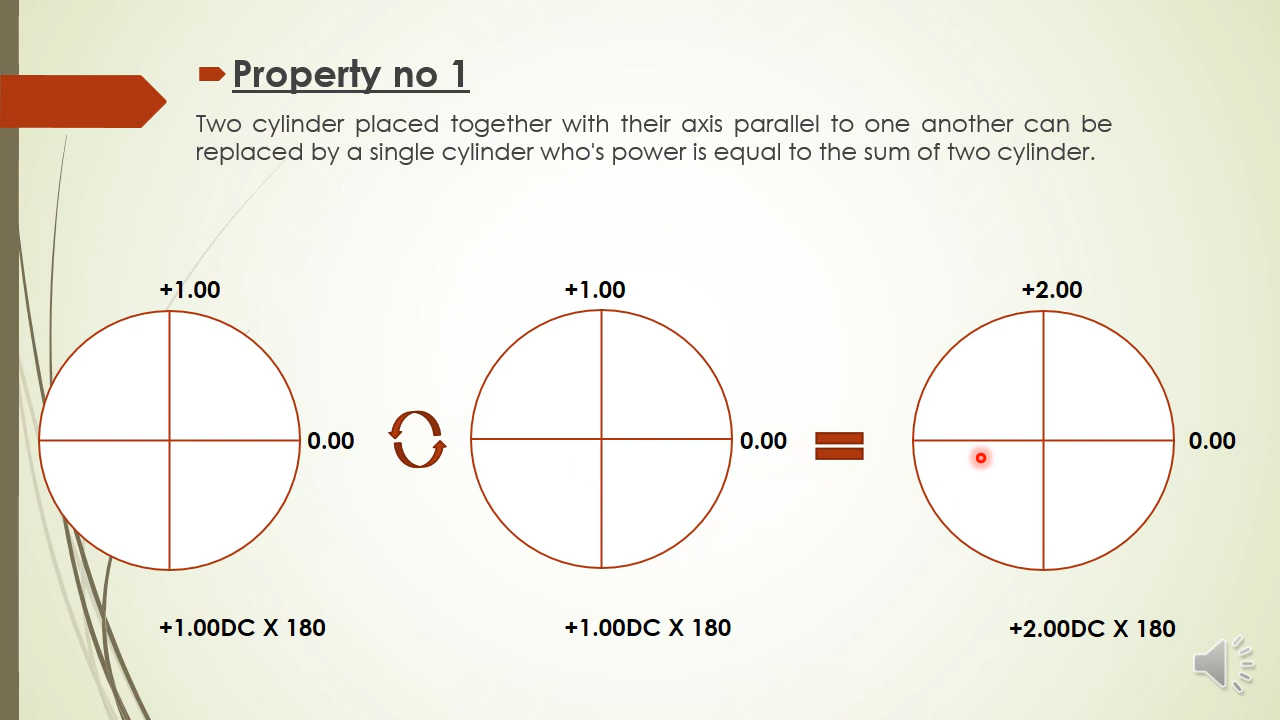 Property no 1
Two cylinder placed together with their axis parallel to one another can be
replaced by a single cylinder who's power is equal to the sum of two cylinder.
+1.00 +1.00 +2.00
0.00 0.00 0.00
+1.00DC X 180 +1.00DC X 180 +2.00DC X 180